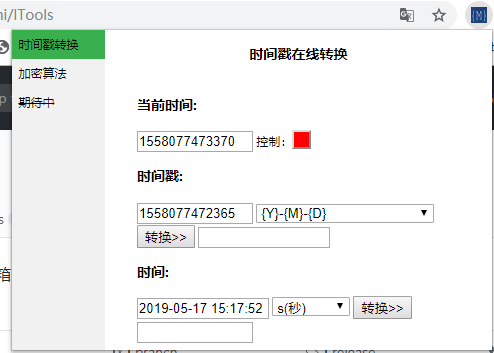 ni/ITools
{M}
时间戳转换
加密算法
期待中
时间戳在线转换
当前时间:
1558077473370 控制:
时间戳:
1558077472365 {Y}-{M}-{D}
转换>>
时间:
2019-05-17 15:17:52 s(秒) 转换>>
箱
branch
release